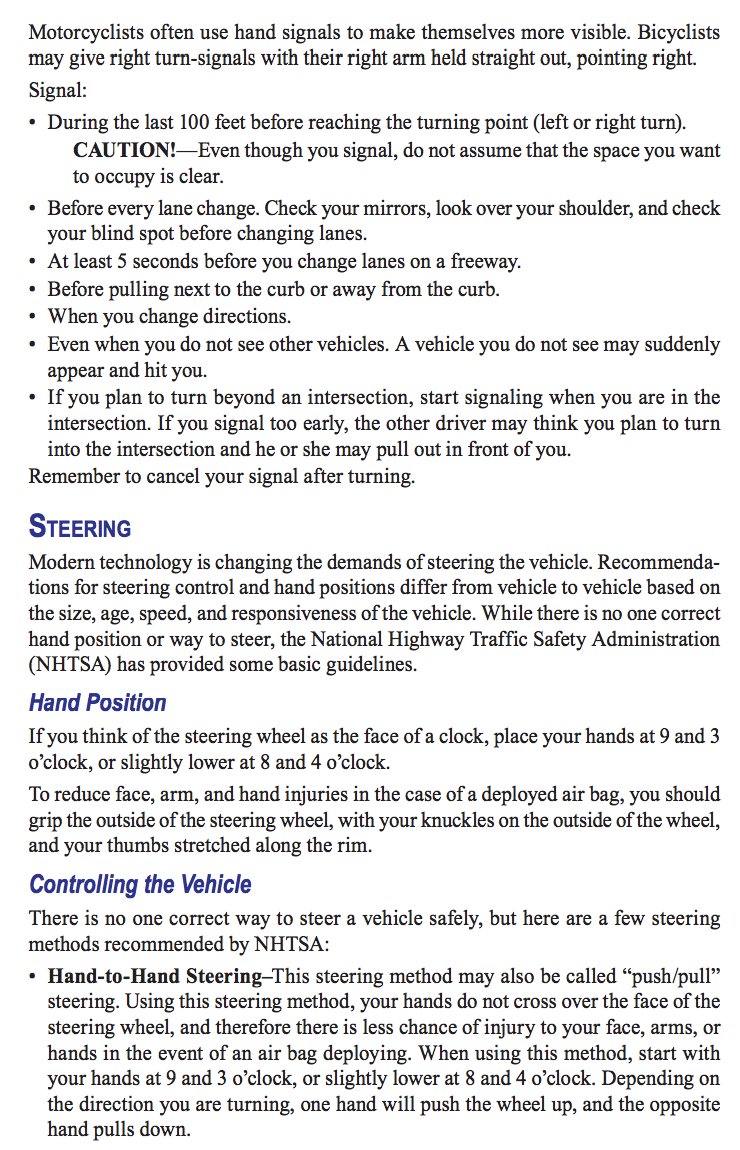 Motorcyclists often use hand signals to make themselves more visible. Bicyclists
may give right turn-signals with their right arm held straight out, pointing right.
Signal:
• During the last 100 feet before reaching the turning point (left or right turn).
CAUTION!—Even though you signal, do not assume that the space you want
to occupy is clear.
• Before every lane change. Check your mirrors, look over your shoulder, and check
your blind spot before changing lanes.
• At least 5 seconds before you change lanes on a freeway.
• Before pulling next to the curb or away from the curb.
• When you change directions.
• Even when you do not see other vehicles. A vehicle you do not see may suddenly
appear and hit you.
• If you plan to turn beyond an intersection, start signaling when you are in the
intersection. If you signal too early, the other driver may think you plan to turn
into the intersection and he or she may pull out in front of you.
Remember to cancel your signal after turning.
STEERING
Modern technology is changing the demands of steering the vehicle. Recommenda-
tions for steering control and hand positions differ from vehicle to vehicle based on
the size, age, speed, and responsiveness of the vehicle. While there is no one correct
hand position or way to steer, the National Highway Traffic Safety Administration
(NHTSA) has provided some basic guidelines.
Hand Position
If you think of the steering wheel as the face of a clock, place your hands at 9 and 3
o’clock, or slightly lower at 8 and 4 o’clock.
To reduce face, arm, and hand injuries in the case of a deployed air bag, you should
grip the outside of the steering wheel, with your knuckles on the outside of the wheel,
and your thumbs stretched along the rim.
Controlling the Vehicle
There is no one correct way to steer a vehicle safely, but here are a few steering
methods recommended by NHTSA:
• Hand-to-Hand Steering–This steering method may also be called “push/pull”
steering. Using this steering method, your hands do not cross over the face of the
steering wheel, and therefore there is less chance of injury to your face, arms, or
hands in the event of an air bag deploying. When using this method, start with
your hands at 9 and 3 o’clock, or slightly lower at 8 and 4 o’clock. Depending on
the direction you are turning, one hand will push the wheel up, and the opposite
hand pulls down.